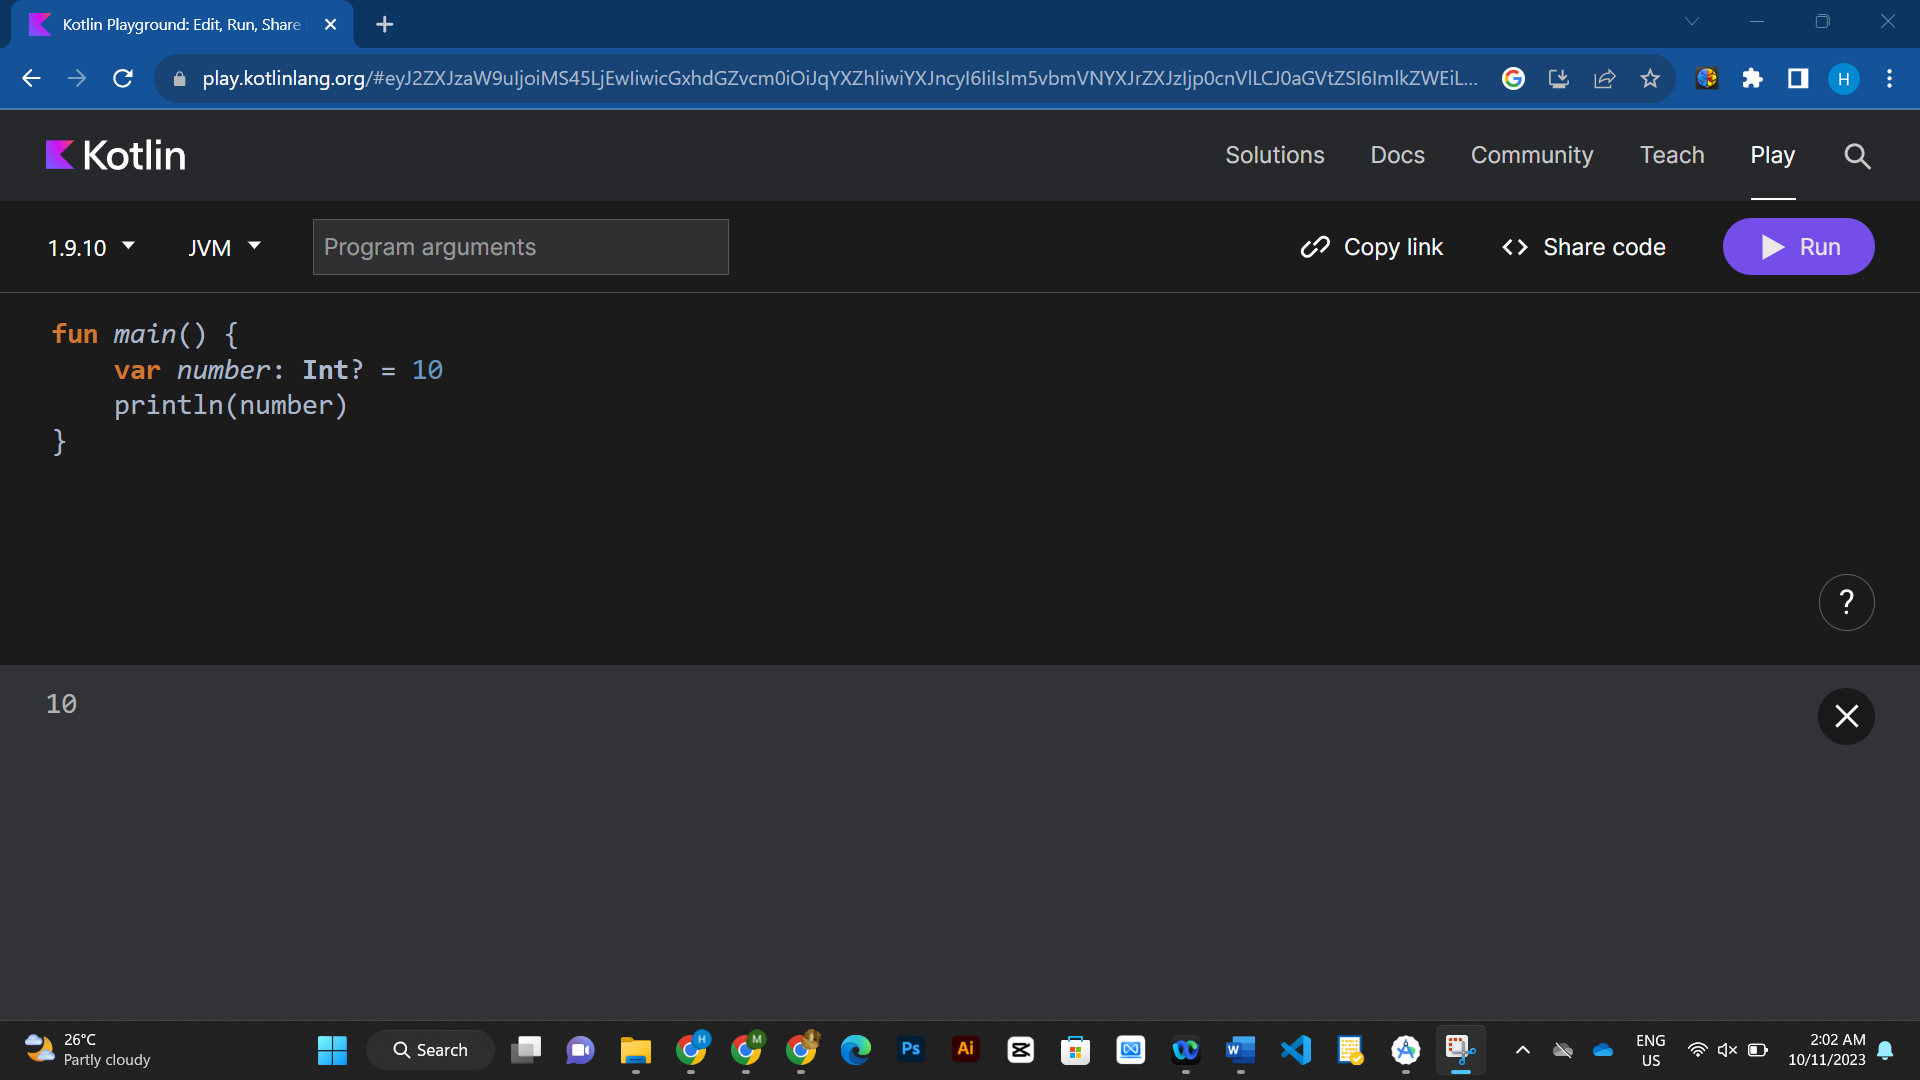 Kotlin Playground: Edit, Run, Share
play.kotlinlang.org/#eyJ2ZXJzaW9uIjoiMS45LjEwIiwicGxhdGZvcm0iOiJqYXZhIiwiYXJncyI6IiIsIm5vbmVNYXJrZXJzIjp0cnVlLCJ0aGVtZSI6ImlkZWEiL...
H
Kotlin
Solutions Docs Community Teach Play
1.9.10 JVM Program arguments Copy link Share code Run
fun main() {
    var number: Int? = 10
    println(number)
}
?
10
26°C
Partly cloudy
Search
H
M
Ps
Ai
W
ENG
US
2:02 AM
10/11/2023